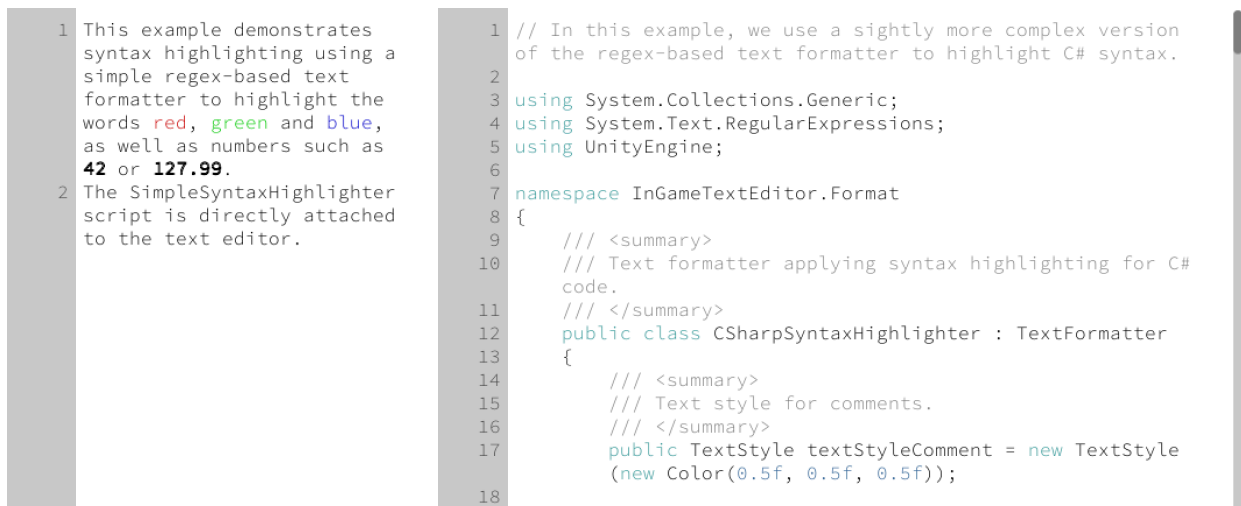 1 This example demonstrates
syntax highlighting using a
simple regex-based text
formatter to highlight the
words red, green and blue,
as well as numbers such as
42 or 127.99.
2 The SimpleSyntaxHighlighter
script is directly attached
to the text editor.
1 // In this example, we use a sightly more complex version
of the regex-based text formatter to highlight C# syntax.
2
3 using System.Collections.Generic;
4 using System.Text.RegularExpressions;
5 using UnityEngine;
6
7 namespace InGameTextEditor.Format
8 {
9 /// <summary>
10 /// Text formatter applying syntax highlighting for C#
code.
11 /// </summary>
12 public class CSharpSyntaxHighlighter : TextFormatter
13 {
14 /// <summary>
15 /// Text style for comments.
16 /// </summary>
17 public TextStyle textStyleComment = new TextStyle
(new Color(0.5f, 0.5f, 0.5f));
18